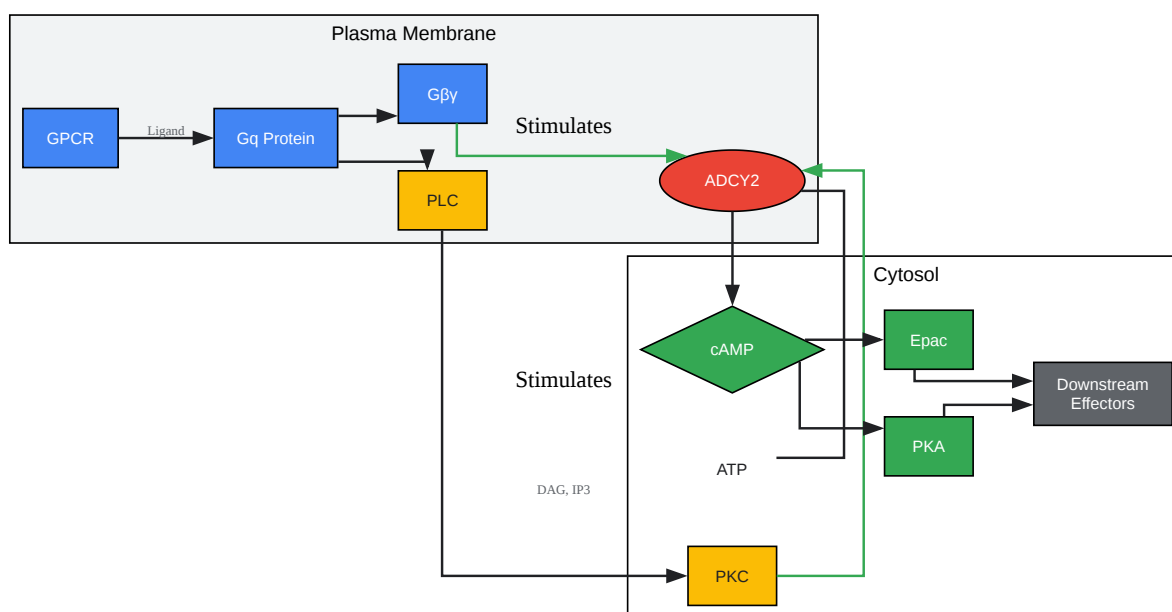 Plasma Membrane
Gβγ
Stimulates
GPCR
Ligand
Gq Protein
ADCY2
PLC
Cytosol
Epac
cAMP
Stimulates
Downstream
Effectors
PKA
ATP
DAG, IP3
PKC